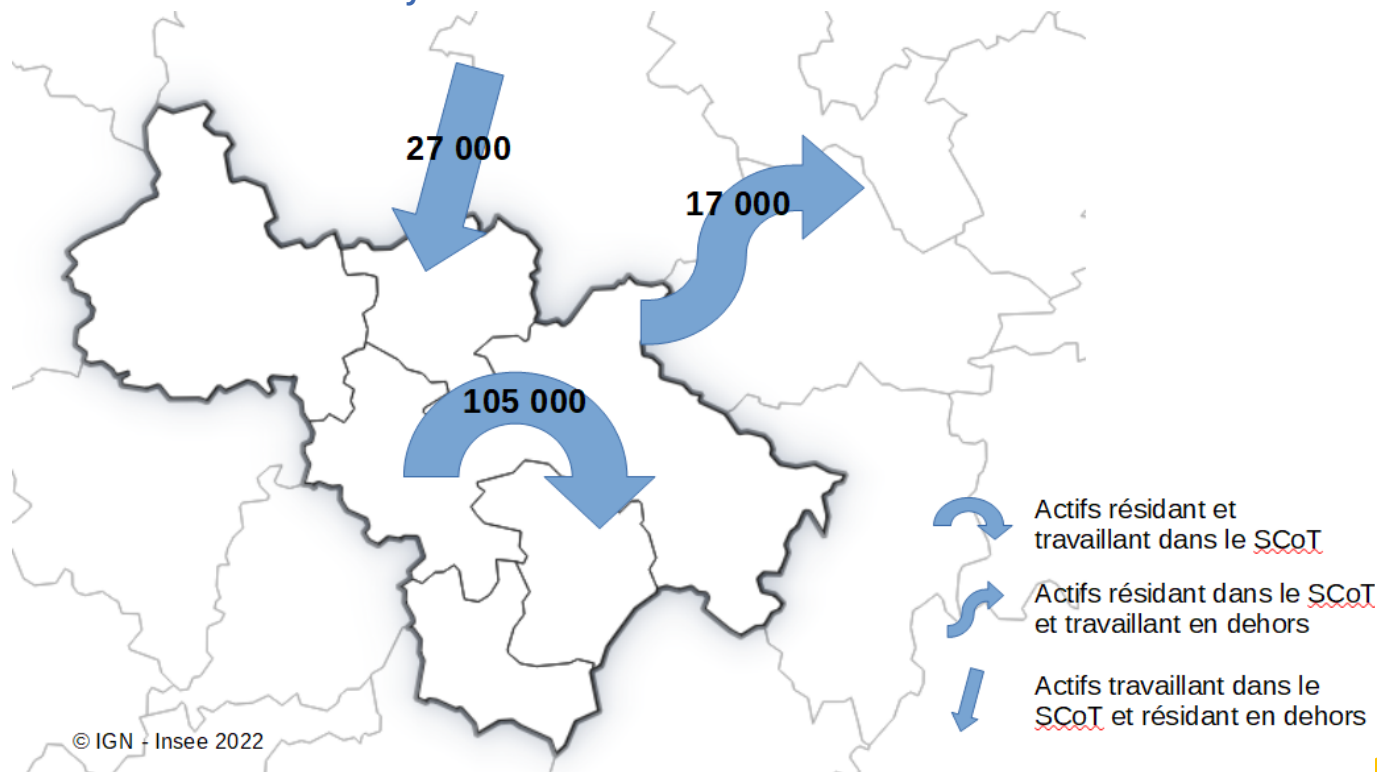 27 000
17 000
105 000
Actifs résidant et
travaillant dans le SCoT
Actifs résidant dans le SCoT
et travaillant en dehors
Actifs travaillant dans le
SCoT et résidant en dehors
© IGN - Insee 2022